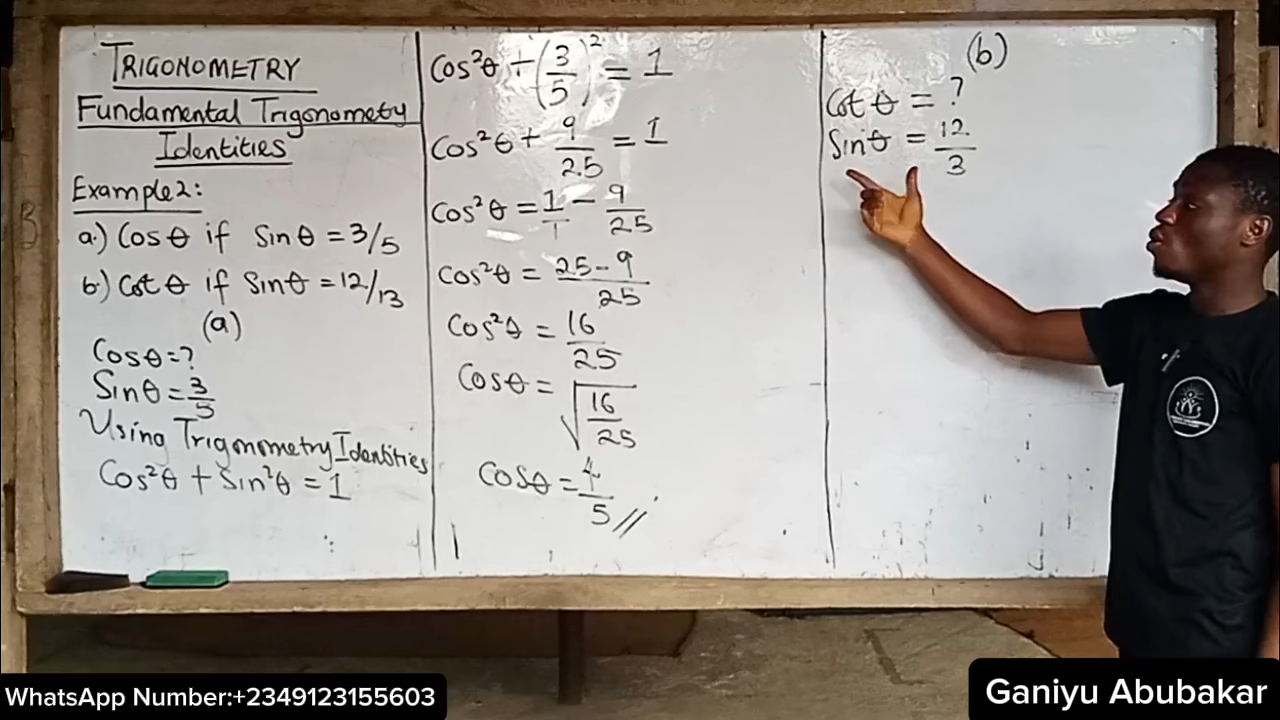 TRIGONOMETRY
Fundamental Trigonometry
Identities
Example 2:
a.) Cos θ if Sin θ = 3/5
b.) Cot θ if Sin θ = 12/13
(a)
Cos θ = ?
Sin θ = 3/5
Using Trigonometry Identities
Cos²θ + Sin²θ = 1
Cos²θ + (3/5)² = 1
Cos²θ + 9/25 = 1
Cos²θ = 1/1 - 9/25
Cos²θ = 25-9/25
Cos²θ = 16/25
Cos θ = √16/25
Cos θ = 4/5 //
(b)
Cot θ = ?
Sin θ = 12/3
WhatsApp Number:+2349123155603
Ganiyu Abubakar